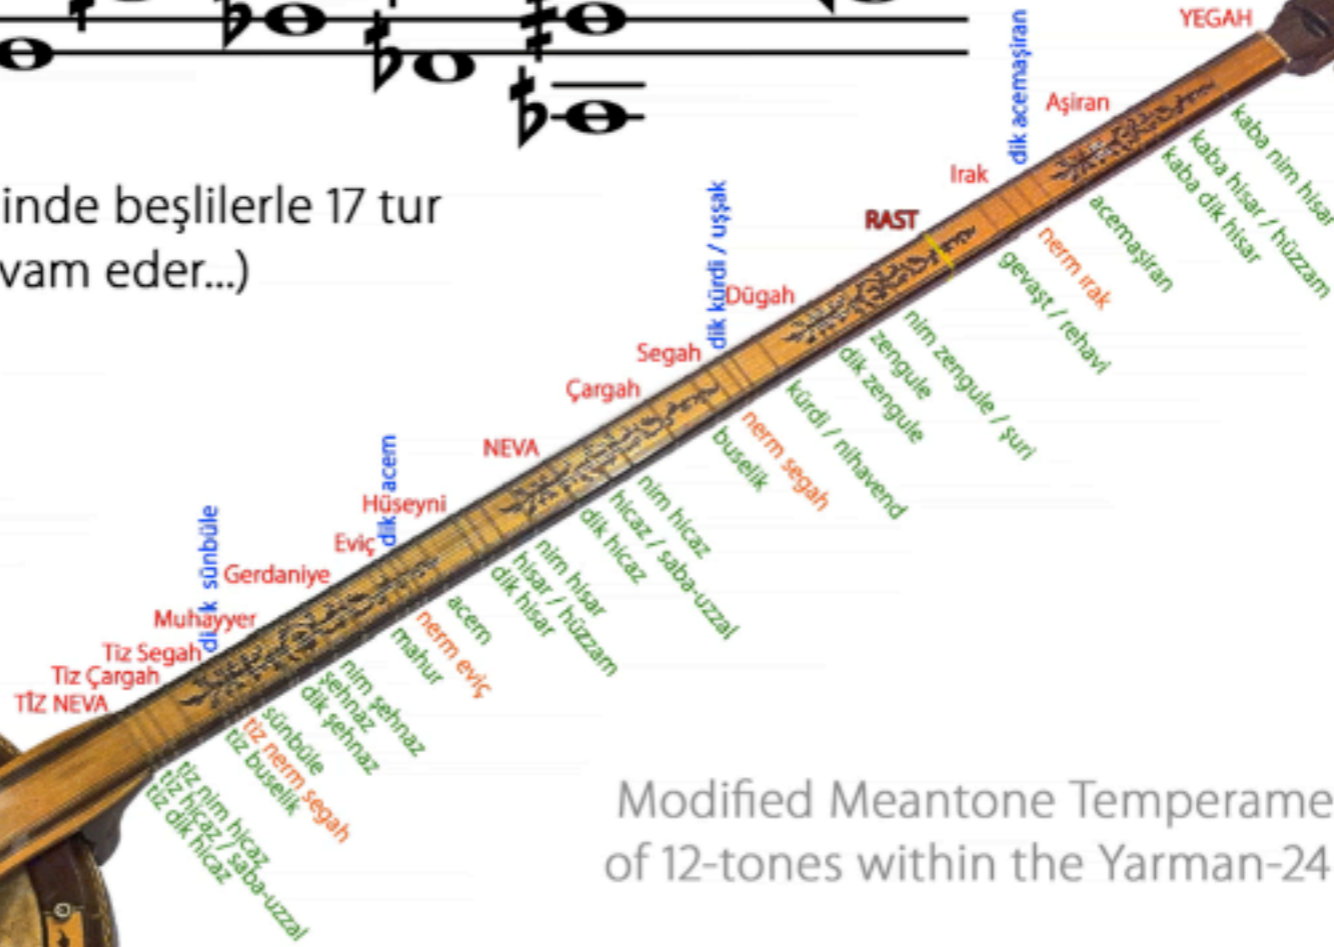 YEGAH
dik acemaşiran
Aşiran
kaba nim hisar
kaba hisar / hüzzam
kaba dik hisar
Irak
acemaşiran
inde beşlilerle 17 tur
vam eder...)
RAST
nerm ırak
gevaşt / rehavi
dik kürdi / uşşak
Dügah
nim zengule / şuri
zengule
dik zengule
Segah
kürdi / nihavend
Çargah
nerm segah
buselik
NEVA
nim hicaz
hicaz / saba-uzzal
dik hicaz
dik acem
Hüseyni
nim hisar
hisar / hüzzam
dik hisar
Eviç
acem
nerm eviç
mahur
dik sünbüle
Gerdaniye
nim şehnaz
şehnaz
dik şehnaz
Muhayyer
sünbüle
tiz nerm segah
tiz buselik
Tiz Segah
Tiz Çargah
TİZ NEVA
tiz nim hicaz
tiz hicaz / saba-uzzal
tiz dik hicaz
Modified Meantone Temperame
of 12-tones within the Yarman-24